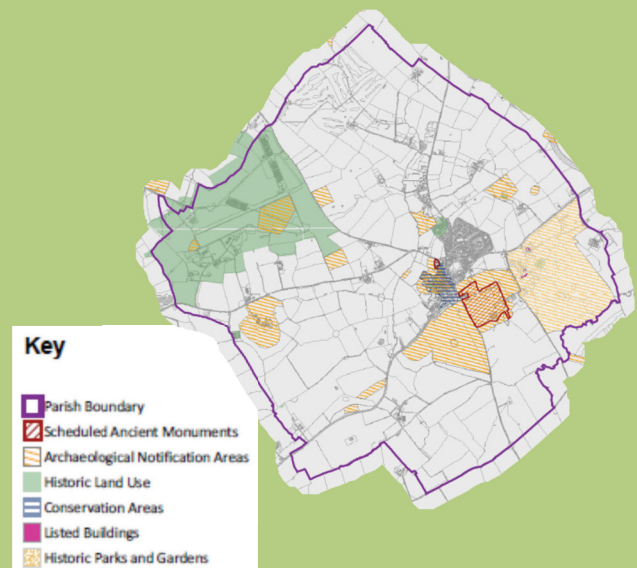 Key
Parish Boundary
Scheduled Ancient Monuments
Archaeological Notification Areas
Historic Land Use
Conservation Areas
Listed Buildings
Historic Parks and Gardens